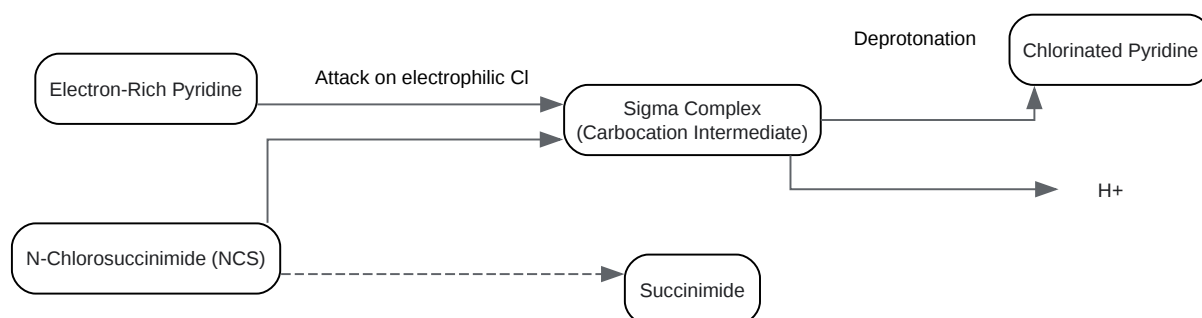 Deprotonation
Chlorinated Pyridine
Electron-Rich Pyridine
Attack on electrophilic Cl
Sigma Complex
(Carbocation Intermediate)
H+
N-Chlorosuccinimide (NCS)
Succinimide